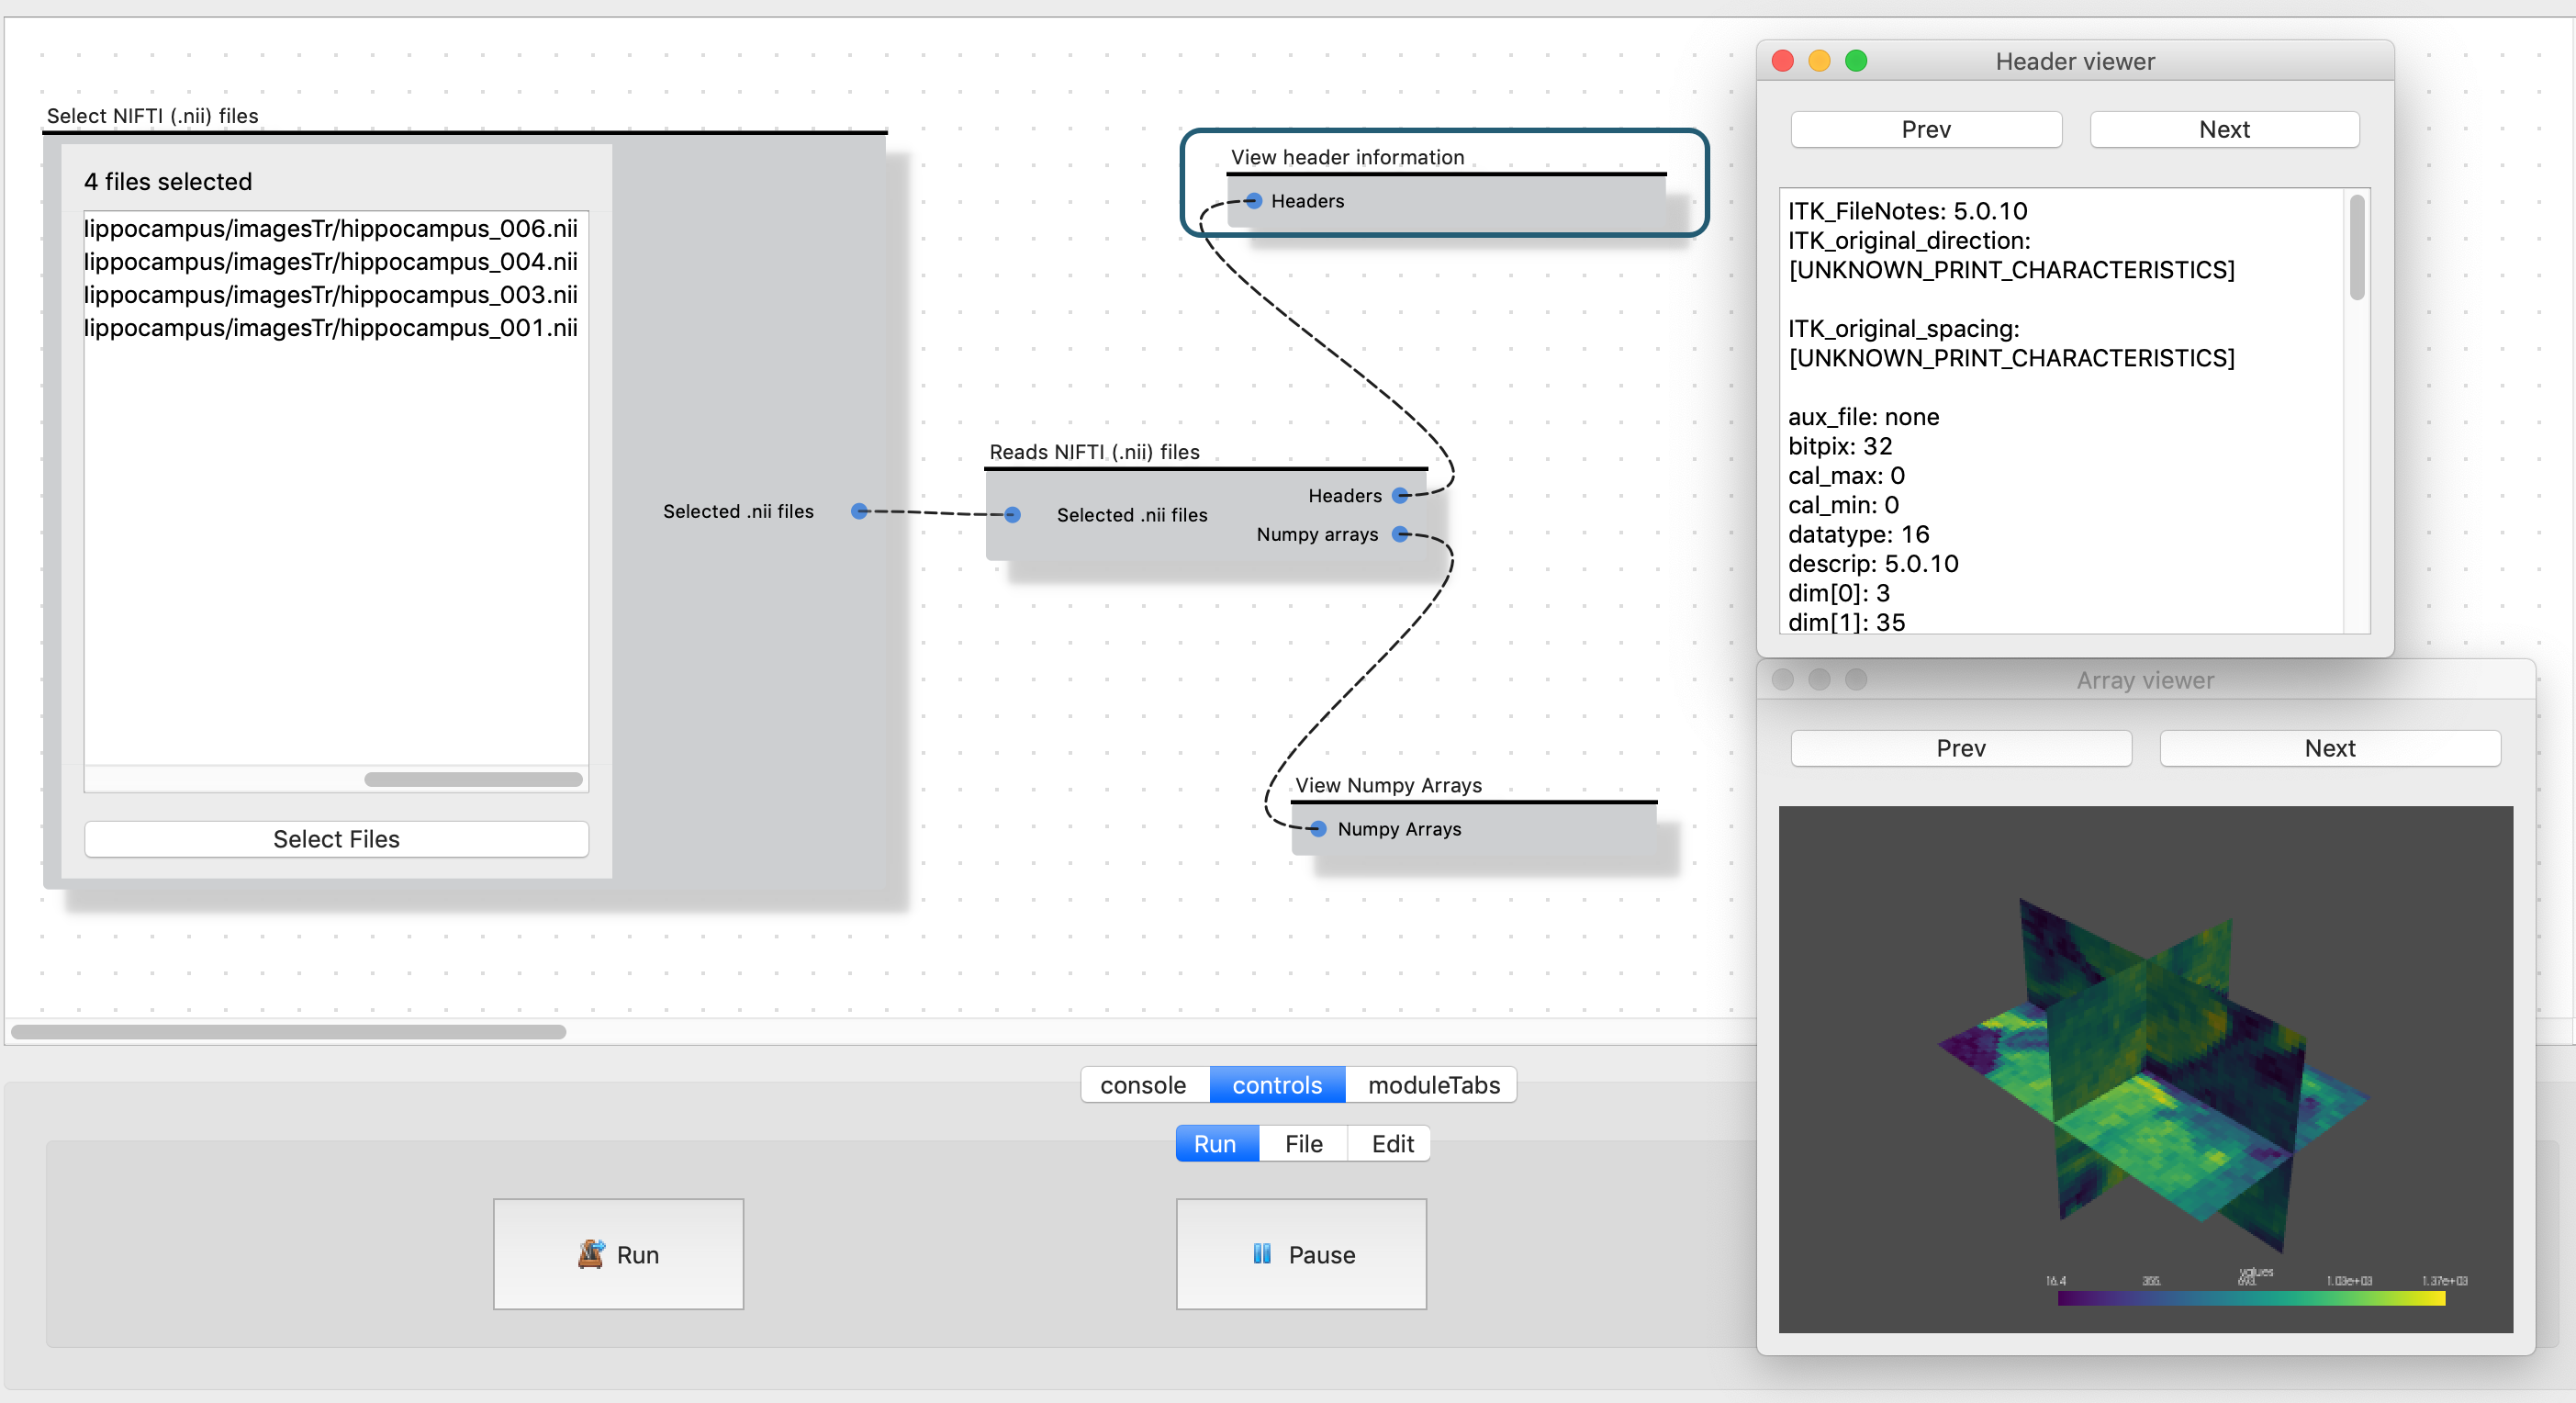 Select NIFTI (.nii) files
4 files selected
lippocampus/imagesTr/hippocampus_006.nii
lippocampus/imagesTr/hippocampus_004.nii
lippocampus/imagesTr/hippocampus_003.nii
lippocampus/imagesTr/hippocampus_001.nii
Select Files
Selected .nii files
Reads NIFTI (.nii) files
Selected .nii files
Headers
Numpy arrays
View header information
Headers
View Numpy Arrays
Numpy Arrays
Header viewer
Prev Next
ITK_FileNotes: 5.0.10
ITK_original_direction:
[UNKNOWN_PRINT_CHARACTERISTICS]
ITK_original_spacing:
[UNKNOWN_PRINT_CHARACTERISTICS]
aux_file: none
bitpix: 32
cal_max: 0
cal_min: 0
datatype: 16
descrip: 5.0.10
dim[0]: 3
dim[1]: 35
Array viewer
Prev Next
values
16.4 355. 693. 1.03e+03 1.37e+03
console controls moduleTabs
Run File Edit
Run Pause